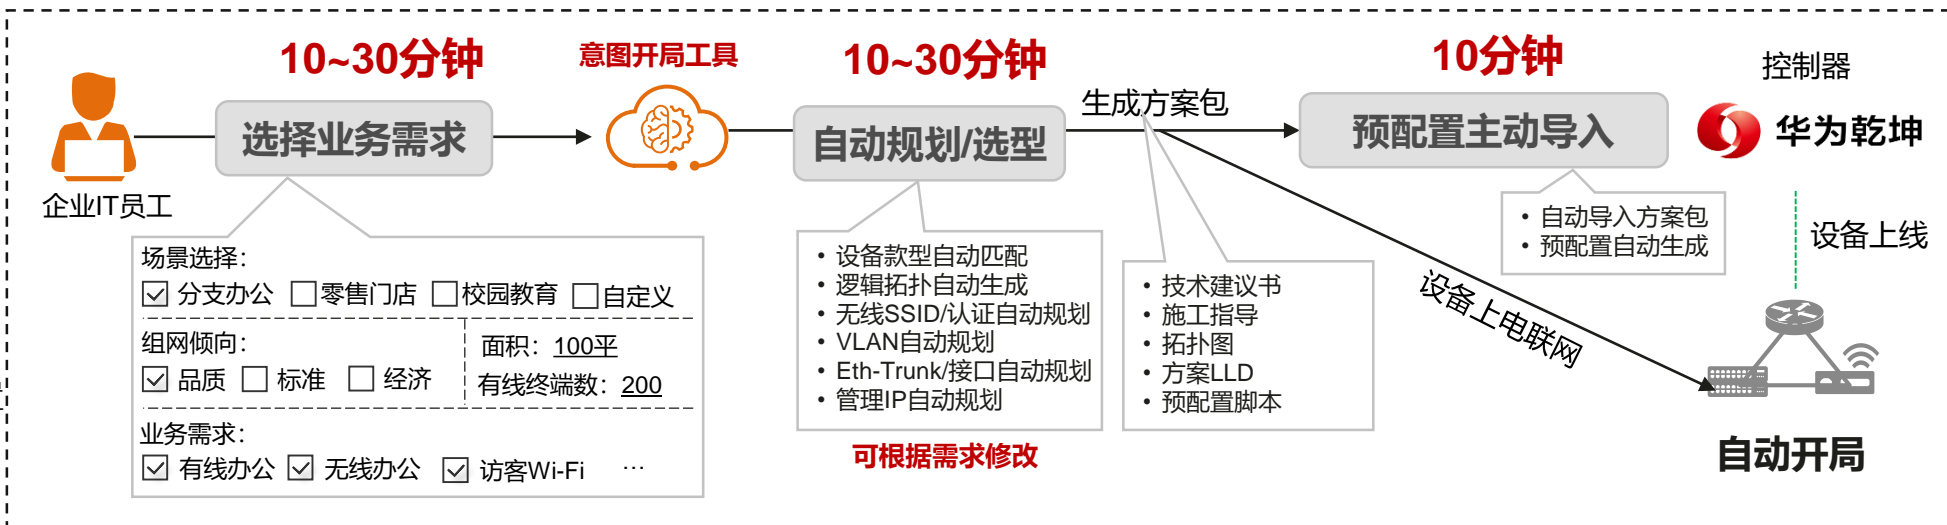 10~30分钟
意图开局工具
10~30分钟
10分钟
控制器
选择业务需求
自动规划/选型
生成方案包
预配置主动导入
华为乾坤
企业IT员工
场景选择：
分支办公 零售门店 校园教育 自定义
组网倾向：
品质 标准 经济
面积：100平
有线终端数：200
业务需求：
有线办公 无线办公 访客Wi-Fi …
• 设备款型自动匹配
• 逻辑拓扑自动生成
• 无线SSID/认证自动规划
• VLAN自动规划
• Eth-Trunk/接口自动规划
• 管理IP自动规划
可根据需求修改
• 技术建议书
• 施工指导
• 拓扑图
• 方案LLD
• 预配置脚本
• 自动导入方案包
• 预配置自动生成
设备上电联网
设备上线
自动开局